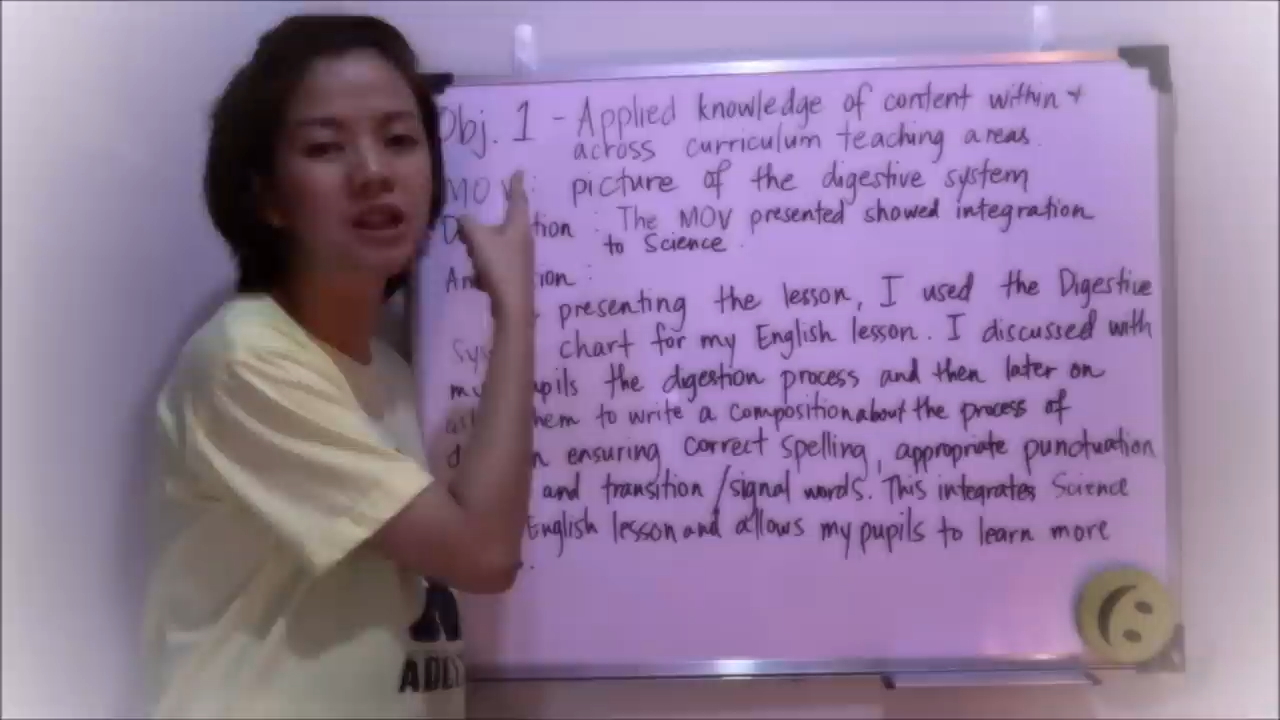 Obj. 1 - Applied knowledge of content within +
across curriculum teaching areas.
MOV: picture of the digestive system
tion : The MOV presented showed integration
to Science.
ion :
presenting the lesson, I used the Digestive
chart for my English lesson. I discussed with
my pils the digestion process and then later on
hem to write a composition about the process of
ensuring correct spelling, appropriate punctuation
and transition/signal words. This integrates Science
English lesson and allows my pupils to learn more